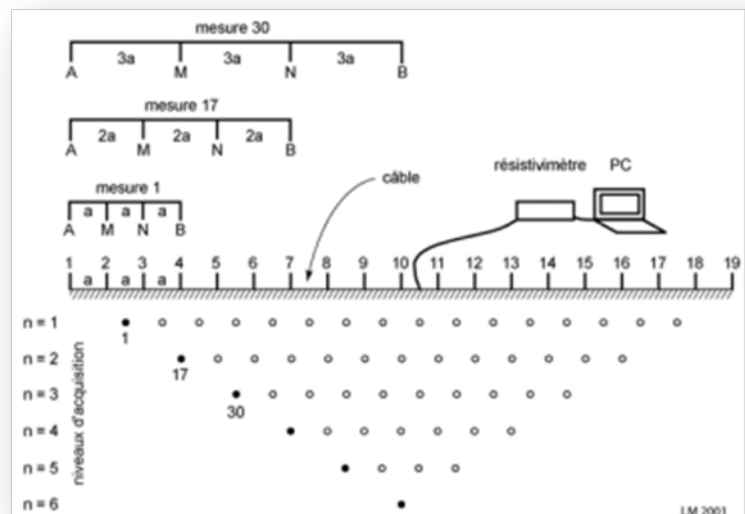 mesure 30
3a 3a 3a
A M N B
mesure 17
2a 2a 2a
A M N B
câble
résistivimètre PC
mesure 1
a a a
A M N B
1 2 3 4 5 6 7 8 9 10 11 12 13 14 15 16 17 18 19
a a a
n = 1
1
n = 2
17
n = 3
30
n = 4
n = 5
n = 6
niveaux d'acquisition
LM 2001